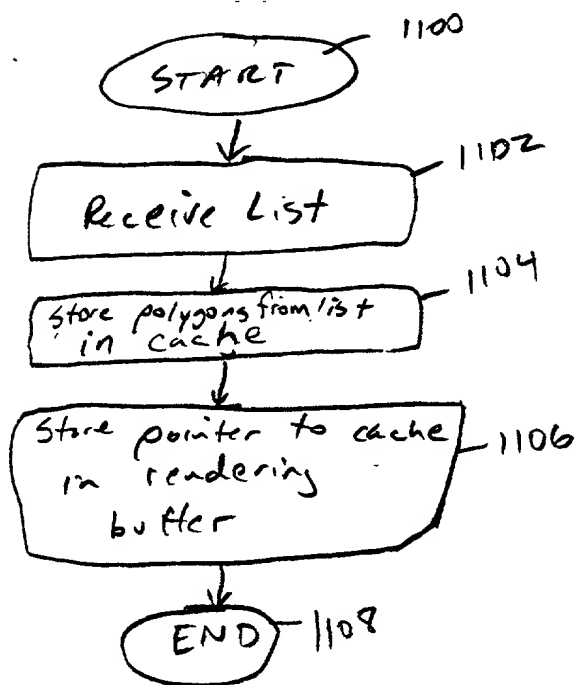 1100
START
1102
Receive List
1104
Store polygons from list
in cache
Store pointer to cache
in rendering
buffer
1106
END
1108